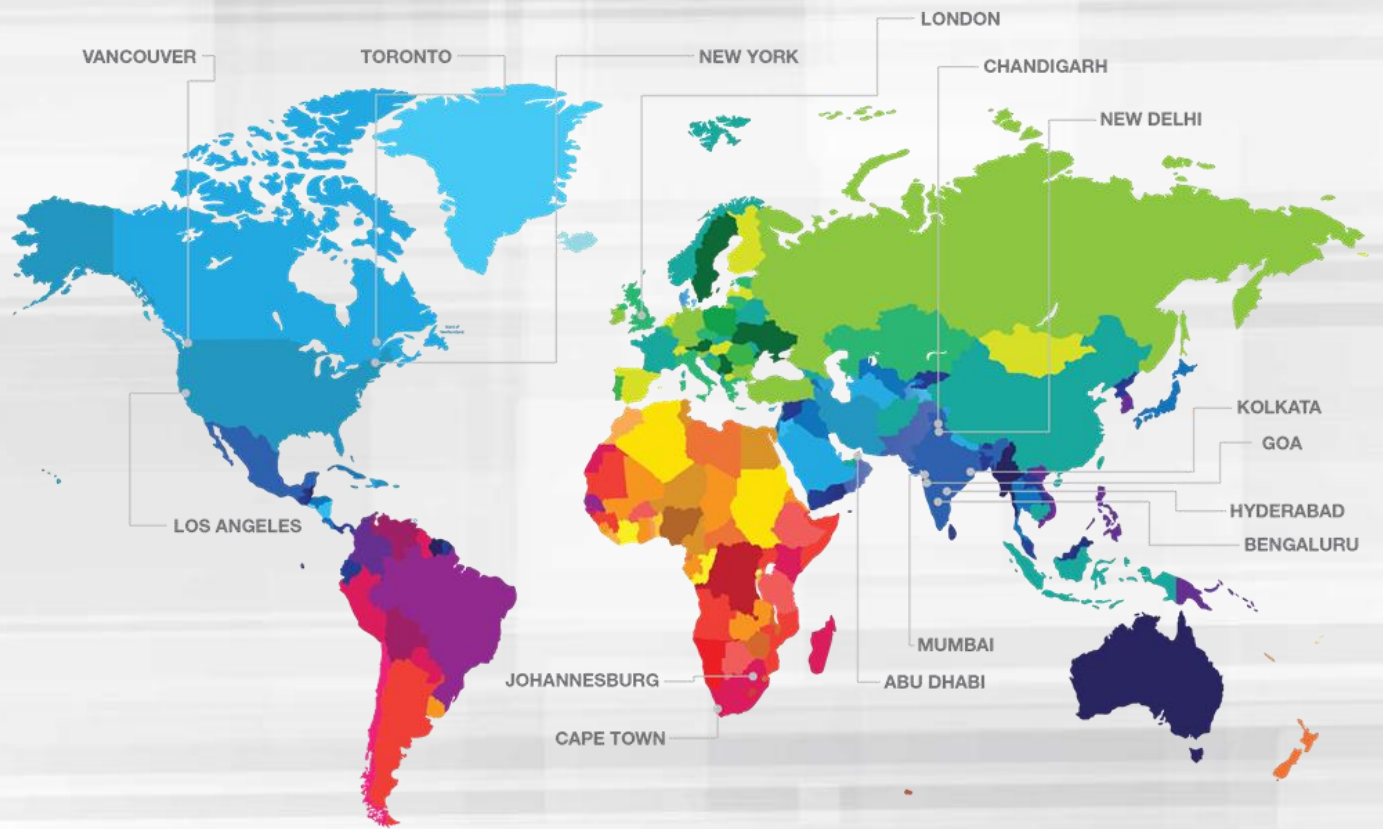 LONDON
VANCOUVER
TORONTO
NEW YORK
CHANDIGARH
NEW DELHI
KOLKATA
GOA
LOS ANGELES
HYDERABAD
BENGALURU
MUMBAI
JOHANNESBURG
ABU DHABI
CAPE TOWN